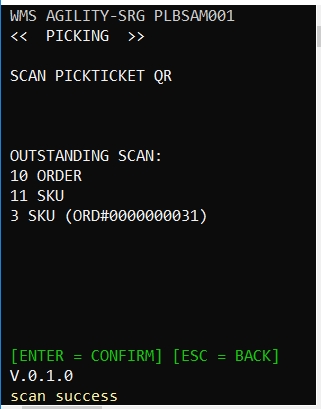 WMS AGILITY-SRG PLBSAM001
<<  PICKING  >>
SCAN PICKTICKET QR
OUTSTANDING SCAN:
10 ORDER
11 SKU
3 SKU (ORD#0000000031)
[ENTER = CONFIRM] [ESC = BACK]
V.0.1.0
scan success